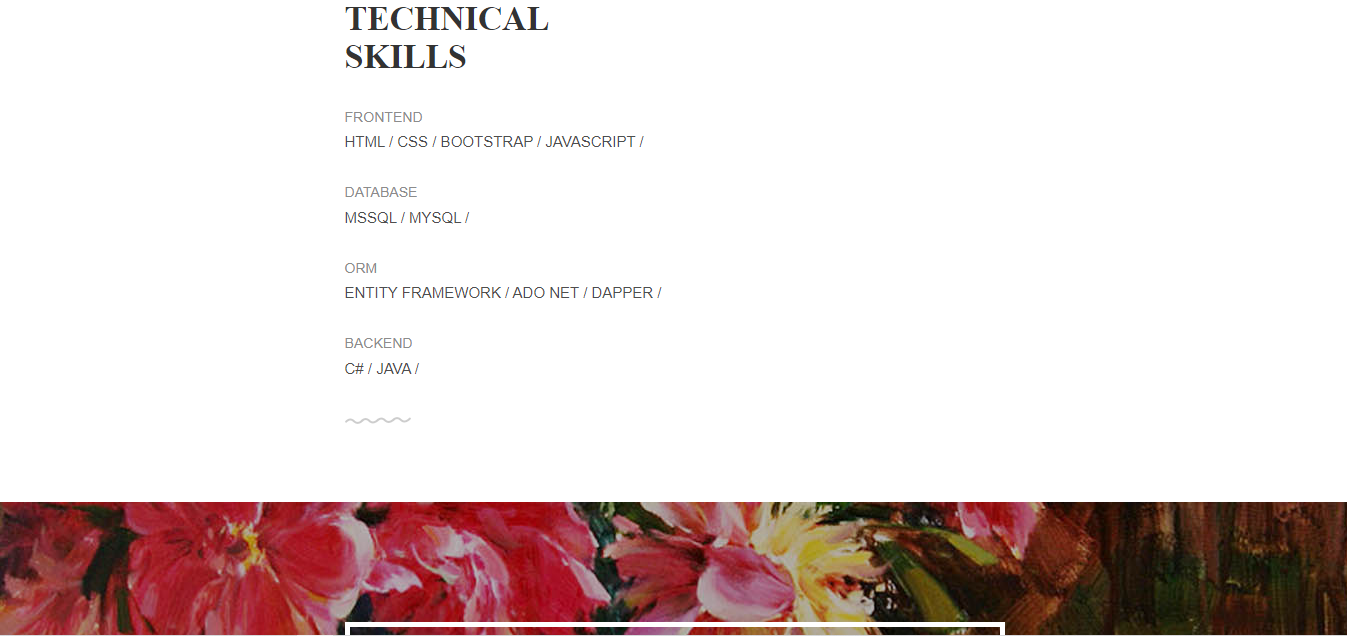 TECHNICAL
SKILLS
FRONTEND
HTML / CSS / BOOTSTRAP / JAVASCRIPT /
DATABASE
MSSQL / MYSQL /
ORM
ENTITY FRAMEWORK / ADO NET / DAPPER /
BACKEND
C# / JAVA /